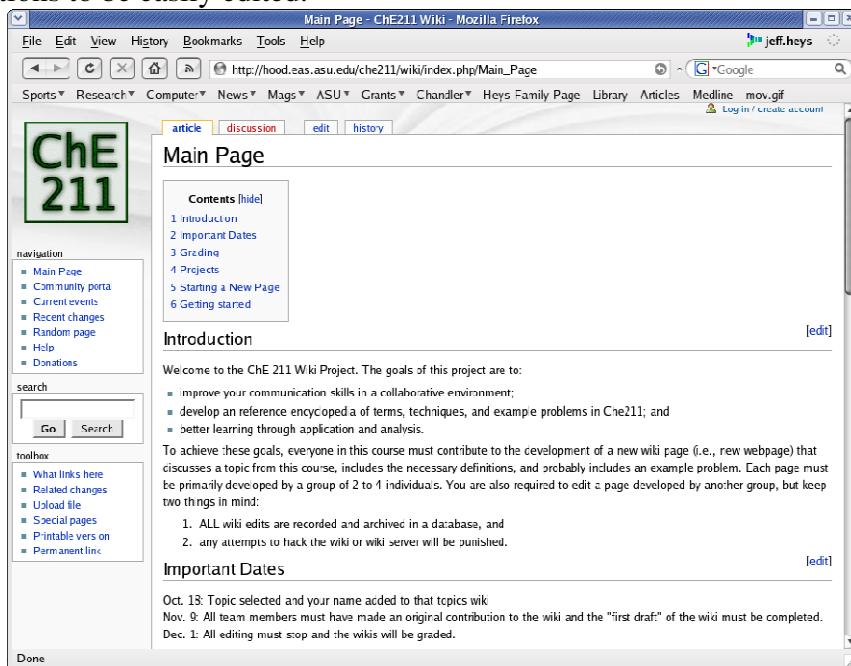 tions to be easily edited.
Main Page - ChE211 Wiki - Mozilla Firefox
File Edit View History Bookmarks Tools Help
jeff.heys
http://hood.eas.asu.edu/che211/wiki/index.php/Main_Page
Google
Sports Research Computer News Mags ASU Grants Chandler Heys Family Page Library Articles Medline mov.gif
Log in / create account
ChE
211
article discussion edit history
Main Page
Contents [hide]
1 Introduction
2 Important Dates
3 Grading
4 Projects
5 Starting a New Page
6 Getting started
navigation
Main Page
Community porta
Current events
Recent changes
Random page
Help
Donations
search
Go Search
toolbox
What links here
Related changes
Upload file
Special pages
Printable version
Permanent link
Introduction
[edit]
Welcome to the ChE 211 Wiki Project. The goals of this project are to:
improve your communication skills in a collaborative environment;
develop an reference encyclopedia of terms, techniques, and example problems in Che211; and
better learning through application and analysis.
To achieve these goals, everyone in this course must contribute to the development of a new wiki page (i.e., new webpage) that
discusses a topic from this course, includes the necessary definitions, and probably includes an example problem. Each page must
be primarily developed by a group of 2 to 4 individuals. You are also required to edit a page developed by another group, but keep
two things in mind:
1. ALL wiki edits are recorded and archived in a database, and
2. any attempts to hack the wiki or wiki server will be punished.
Important Dates
[edit]
Oct. 18: Topic selected and your name added to that topics wiki
Nov. 9: All team members must have made an original contribution to the wiki and the "first draft" of the wiki must be completed.
Dec. 1: All editing must stop and the wikis will be graded.
Done